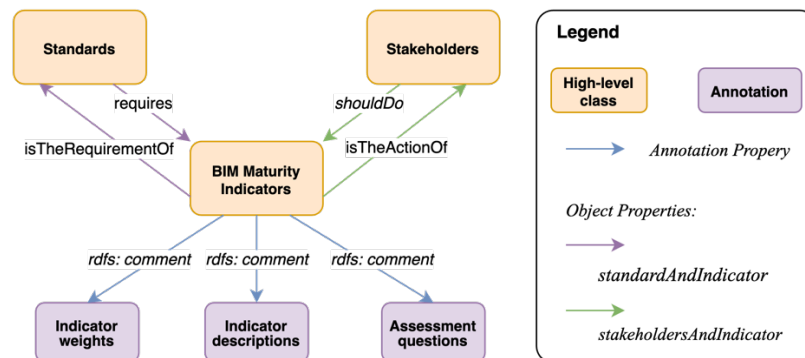 Standards
Stakeholders
requires
shouldDo
isTheRequirementOf
isTheActionOf
BIM Maturity
Indicators
rdfs: comment
rdfs: comment
rdfs: comment
Indicator
weights
Indicator
descriptions
Assessment
questions
Legend
High-level
class
Annotation
Annotation Propery
Object Properties:
standardAndIndicator
stakeholdersAndIndicator